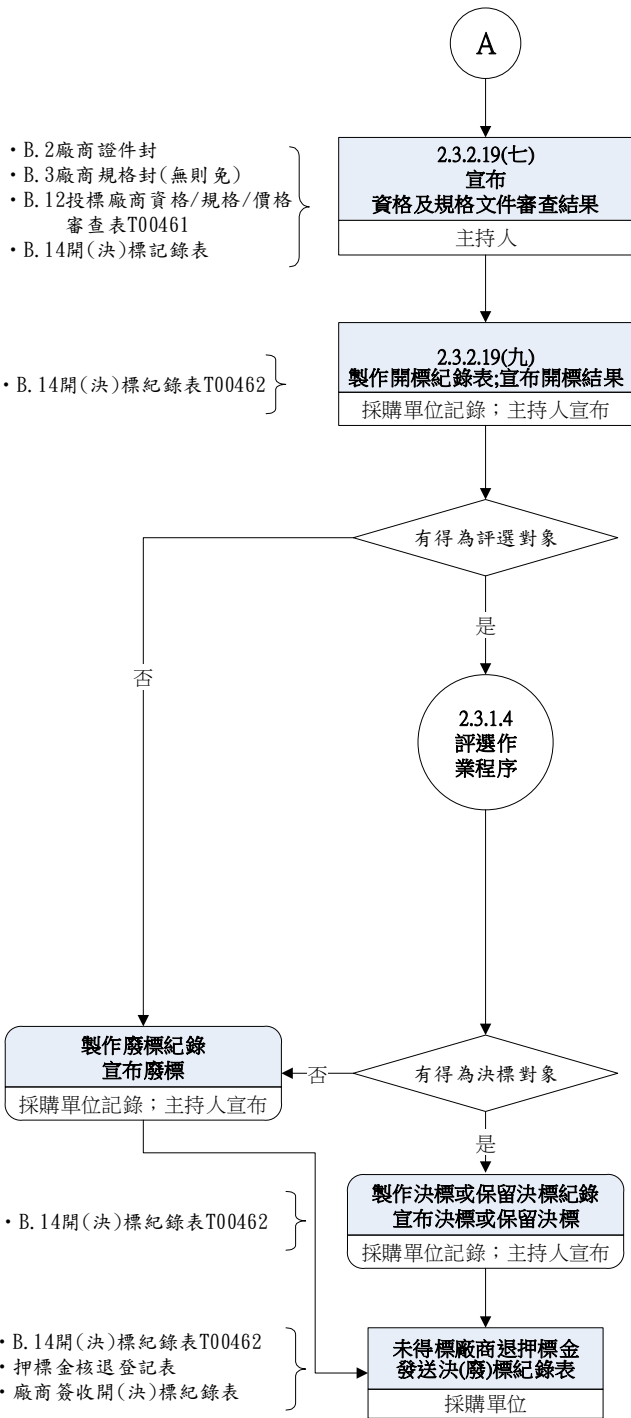 A
・B.2廠商證件封
・B.3廠商規格封(無則免)
・B.12投標廠商資格/規格/價格
審查表T00461
・B.14開(決)標記錄表
2.3.2.19(七)
宣布
資格及規格文件審查結果
主持人
・B.14開(決)標紀錄表T00462
2.3.2.19(九)
製作開標紀錄表;宣布開標結果
採購單位記錄；主持人宣布
有得為評選對象
是
否
2.3.1.4
評選作
業程序
製作廢標紀錄
宣布廢標
採購單位記錄；主持人宣布
否
有得為決標對象
是
・B.14開(決)標紀錄表T00462
製作決標或保留決標紀錄
宣布決標或保留決標
採購單位記錄；主持人宣布
・B.14開(決)標紀錄表T00462
・押標金核退登記表
・廠商簽收開(決)標紀錄表
未得標廠商退押標金
發送決(廢)標紀錄表
採購單位